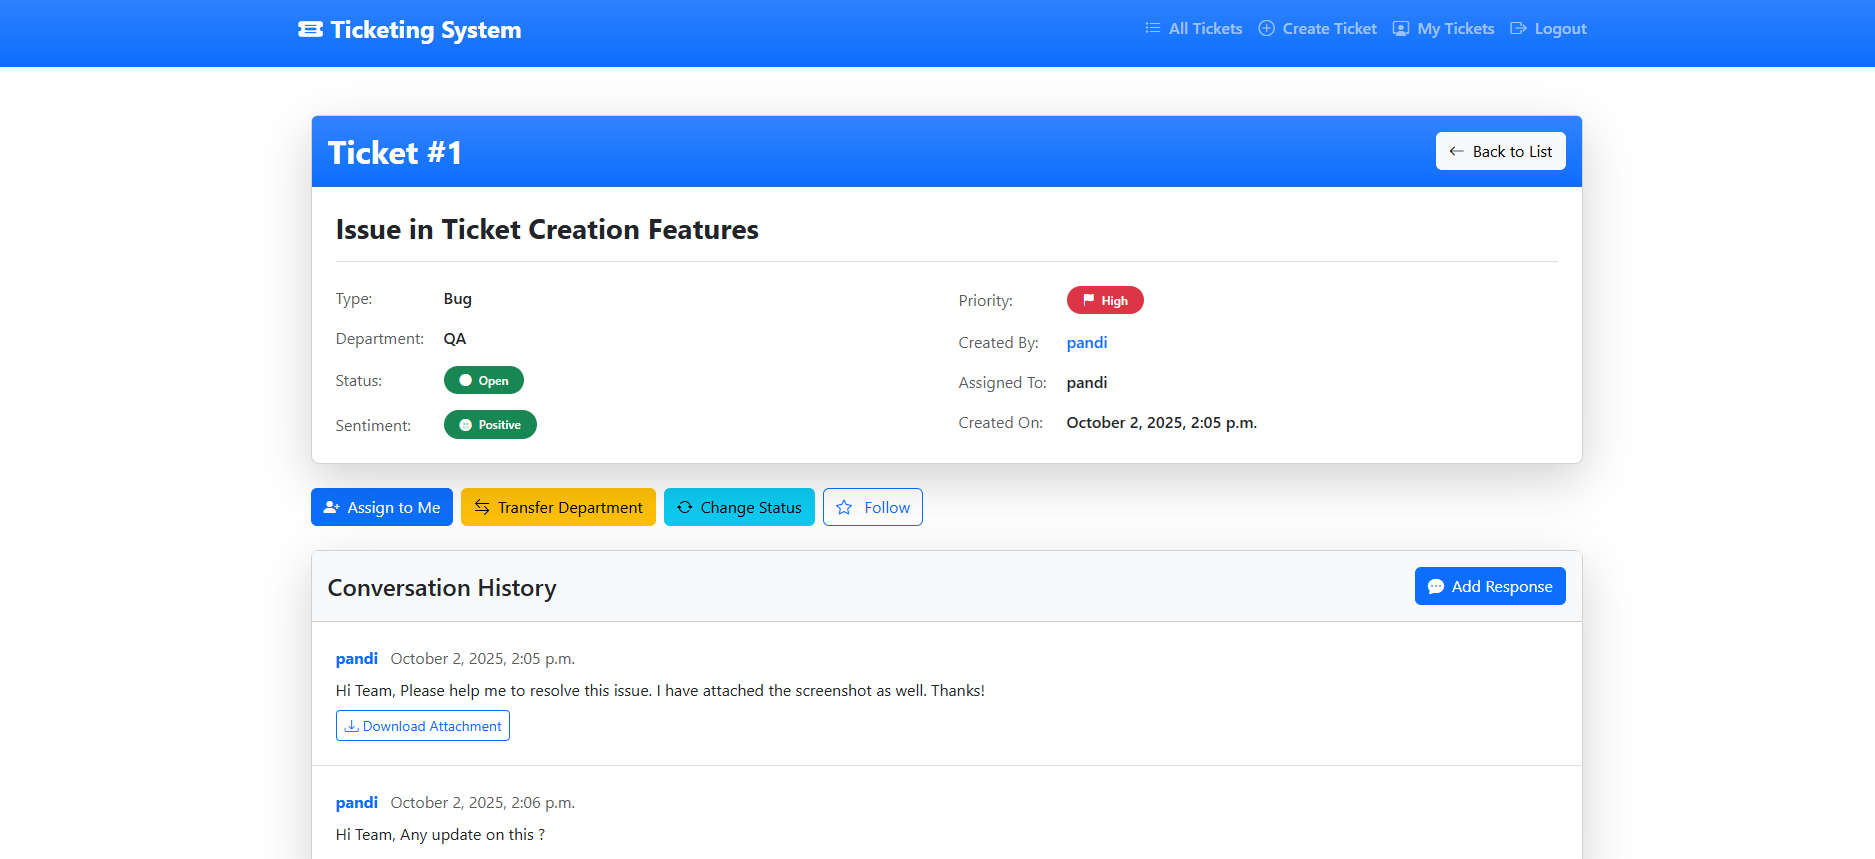 Ticketing System
All Tickets Create Ticket My Tickets Logout
Ticket #1
Back to List
Issue in Ticket Creation Features
Type: Bug
Priority: High
Department: QA
Created By: pandi
Status: Open
Assigned To: pandi
Sentiment: Positive
Created On: October 2, 2025, 2:05 p.m.
Assign to Me Transfer Department Change Status Follow
Conversation History
Add Response
pandi October 2, 2025, 2:05 p.m.
Hi Team, Please help me to resolve this issue. I have attached the screenshot as well. Thanks!
Download Attachment
pandi October 2, 2025, 2:06 p.m.
Hi Team, Any update on this ?